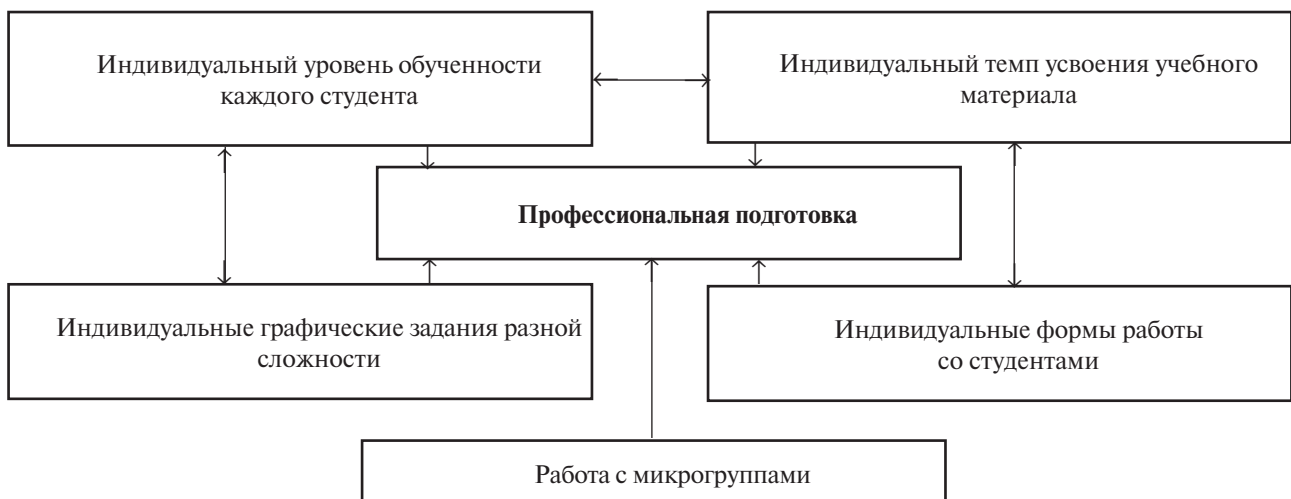 Индивидуальный уровень обученности
каждого студента
Индивидуальный темп усвоения учебного
материала
Профессиональная подготовка
Индивидуальные графические задания разной
сложности
Индивидуальные формы работы
со студентами
Работа с микрогруппами